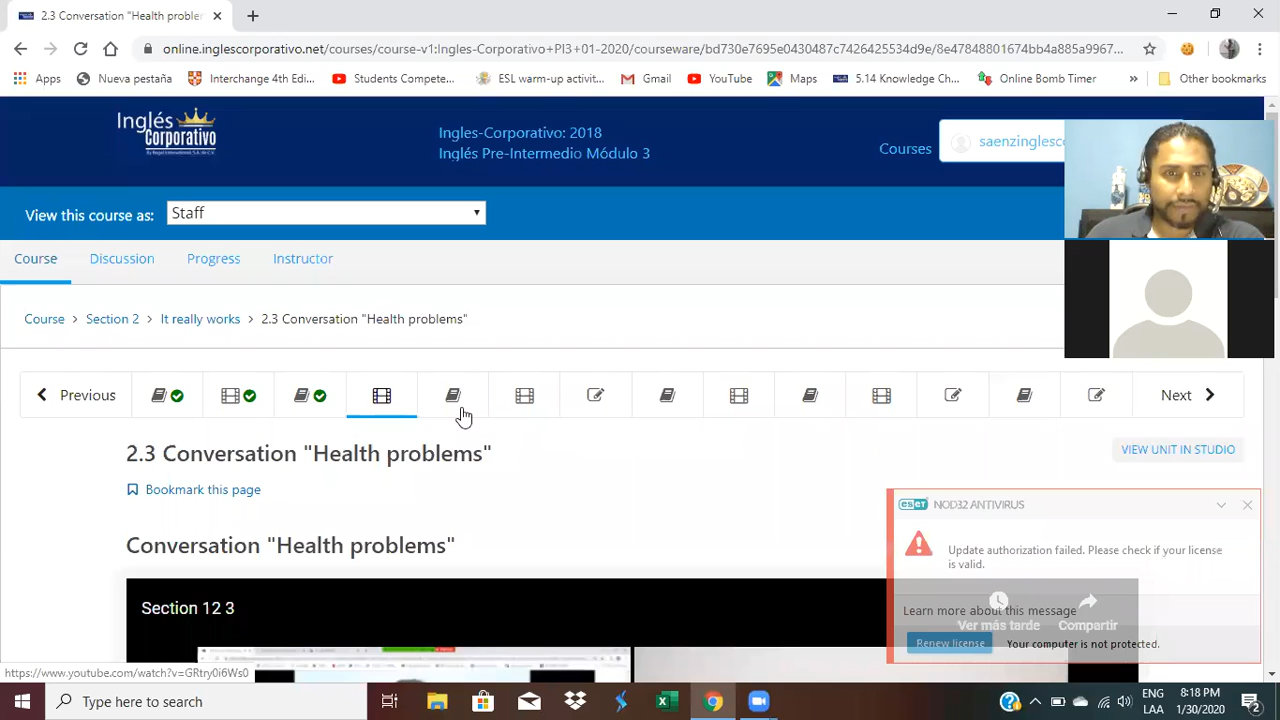 2.3 Conversation "Health probler
online.inglescorporativo.net/courses/course-v1:Ingles-Corporativo+PI3+01-2020/courseware/bd730e7695e0430487c7426425534d9e/8e47848801674bb4a885a9967...
Apps
Nueva pestaña
Interchange 4th Edi...
Students Compete...
ESL warm-up activit...
Gmail
YouTube
Maps
5.14 Knowledge Ch...
Online Bomb Timer
»
Other bookmarks
Inglés
Corporativo
Ingles-Corporativo: 2018
Inglés Pre-Intermedio Módulo 3
Courses
saenzinglesco
View this course as:
Staff
Course
Discussion
Progress
Instructor
Course > Section 2 > It really works > 2.3 Conversation "Health problems"
Previous
Next
2.3 Conversation "Health problems"
VIEW UNIT IN STUDIO
Bookmark this page
Conversation "Health problems"
Section 12 3
eset NOD32 ANTIVIRUS
Update authorization failed. Please check if your license
is valid.
Learn more about this message
Ver más tarde
Compartir
Renew license
Your computer is not protected.
https://www.youtube.com/watch?v=GRtry0i6Ws0
Type here to search
ENG
LAA
8:18 PM
1/30/2020
2